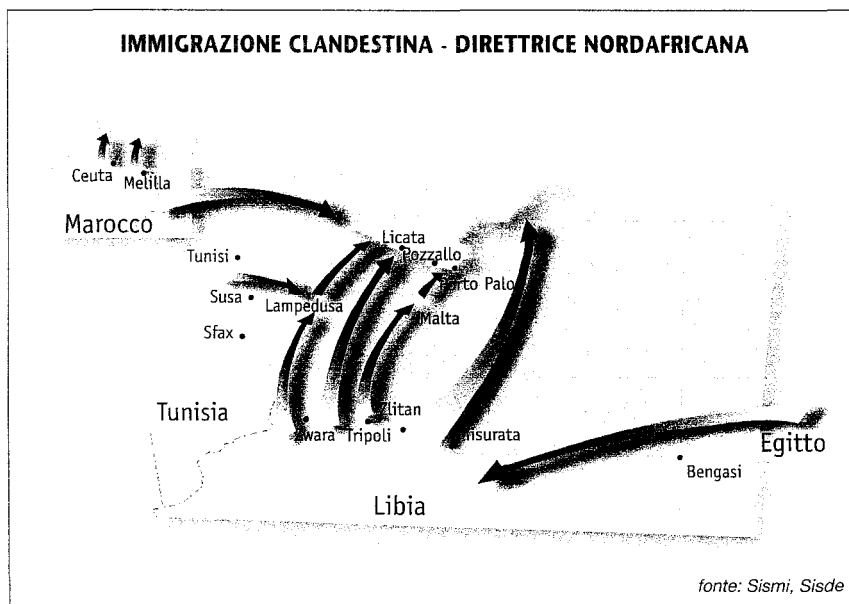 IMMIGRAZIONE CLANDESTINA - DIRETTRICE NORDAFRICANA
Ceuta
Melilla
Marocco
Licata
Tunisi
Pozzallo
Porto Palo
Susa
Lampedusa
Malta
Sfax
Tunisia
Zlitan
Zwara
Tripoli
Misurata
Egitto
Bengasi
Libia
fonte: Sismi, Sisde